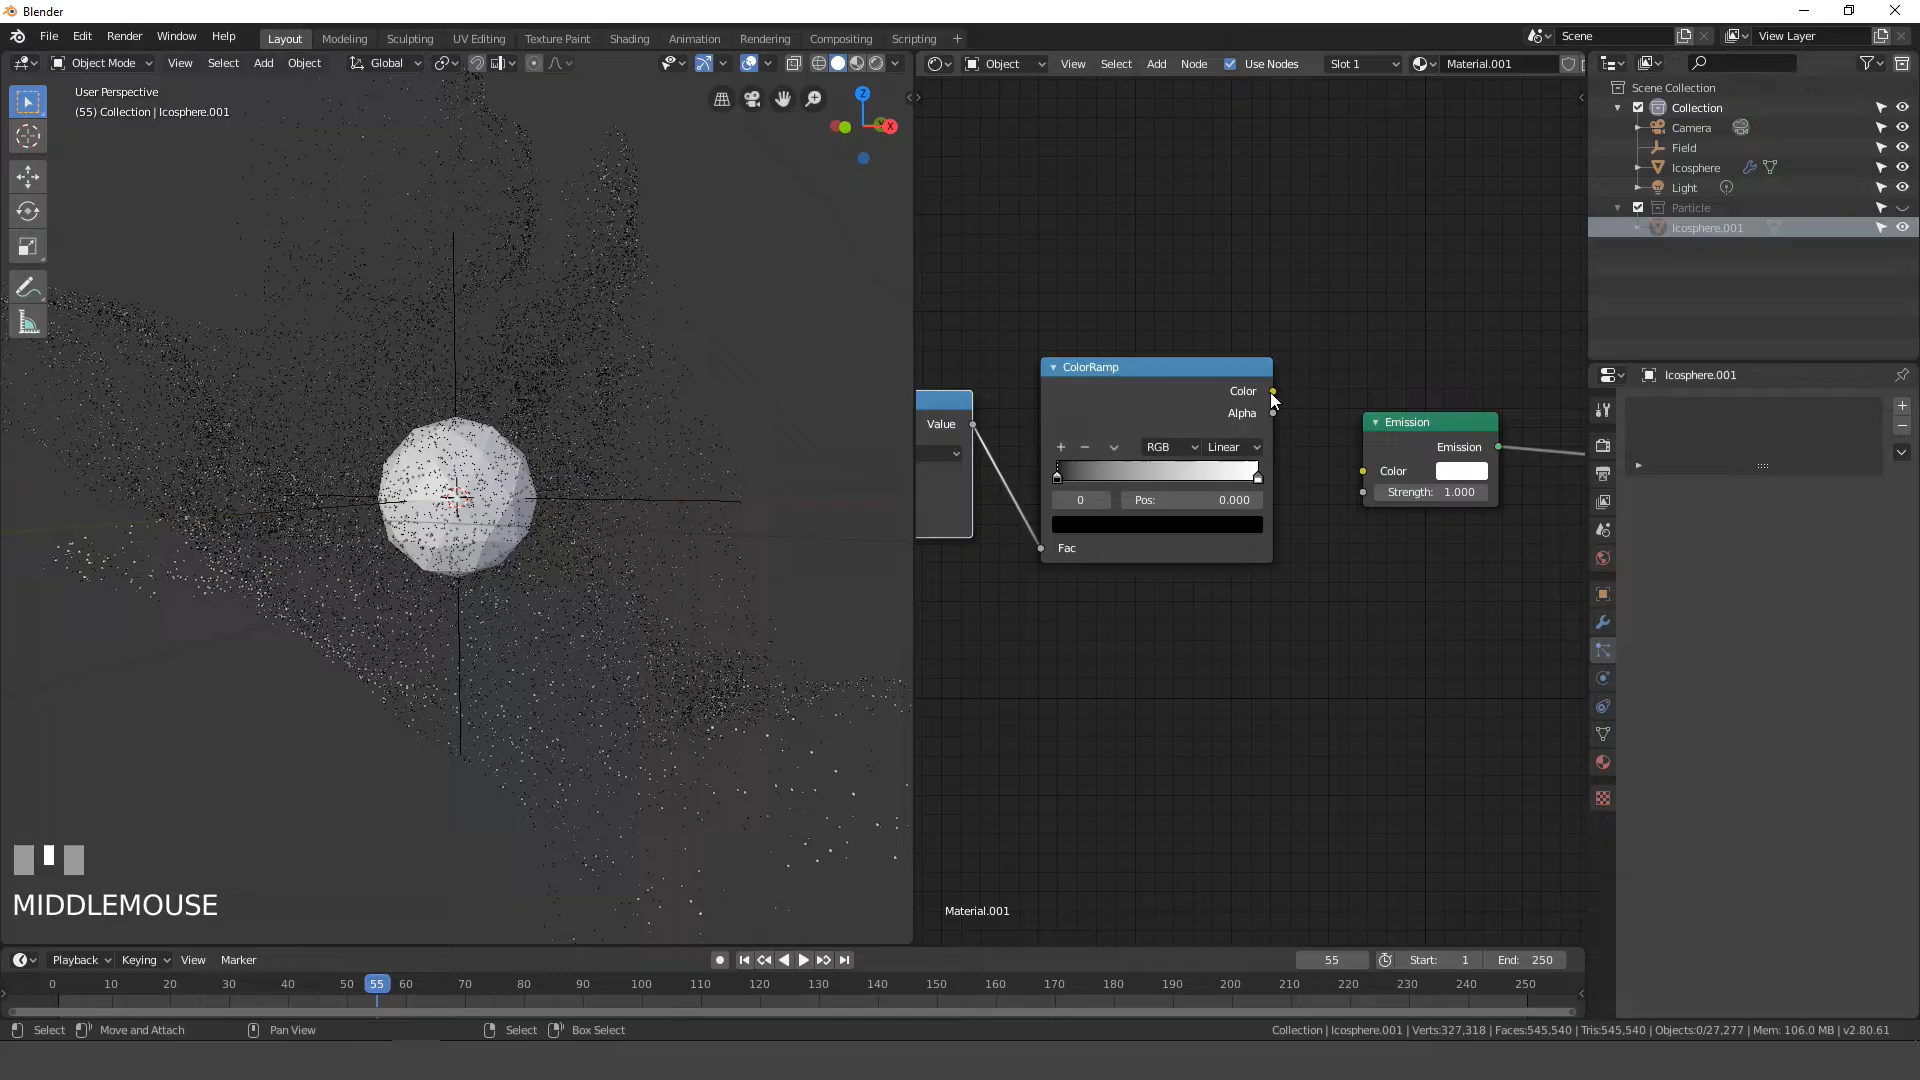 Blender
File Edit Render Window Help
Layout Modeling Sculpting UV Editing Texture Paint Shading Animation Rendering Compositing Scripting +
Scene
View Layer
Object Mode View Select Add Object Global
Object View Select Add Node Use Nodes Slot 1 Material.001
User Perspective
(55) Collection | Icosphere.001
Z
Y
X
Scene Collection
Collection
Camera
Field
Icosphere
Light
Particle
Icosphere.001
Icosphere.001
ColorRamp
Color
Alpha
RGB Linear
0 Pos: 0.000
Fac
Value
Emission
Emission
Color
Strength: 1.000
MIDDLEMOUSE
Material.001
Playback Keying View Marker
55 Start: 1 End: 250
0 10 20 30 40 50 55 60 70 80 90 100 110 120 130 140 150 160 170 180 190 200 210 220 230 240 250
Select Move and Attach Pan View Select Box Select
Collection | Icosphere.001 | Verts:327,318 | Faces:545,540 | Tris:545,540 | Objects:0/27,277 | Mem: 106.0 MB | v2.80.61